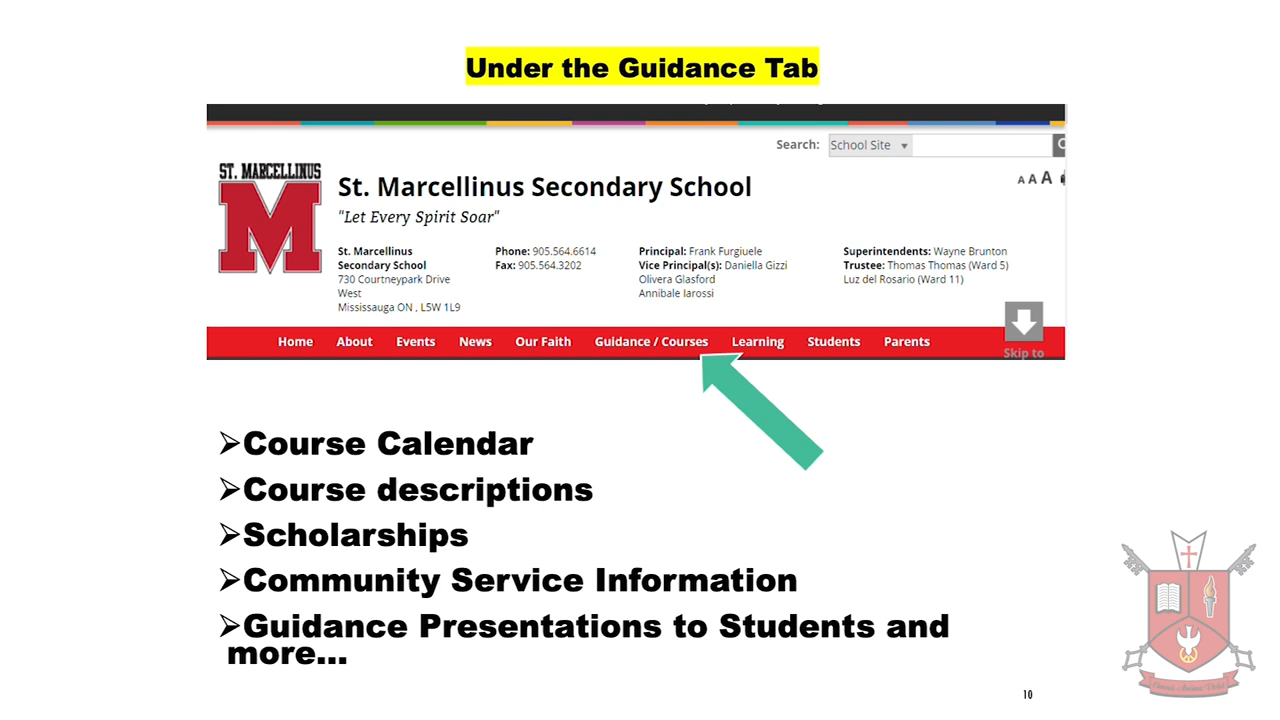 Under the Guidance Tab
Search: School Site
ST. MARCELLINUS
M
St. Marcellinus Secondary School
"Let Every Spirit Soar"
A A A
St. Marcellinus Phone: 905.564.6614 Principal: Frank Furgiuele Superintendents: Wayne Brunton
Secondary School Fax: 905.564.3202 Vice Principal(s): Daniella Gizzi Trustee: Thomas Thomas (Ward 5)
730 Courtneypark Drive Olivera Glasford Luz del Rosario (Ward 11)
West Annibale Iarossi
Mississauga ON , L5W 1L9
Home About Events News Our Faith Guidance / Courses Learning Students Parents
Skip to
➢Course Calendar
➢Course descriptions
➢Scholarships
➢Community Service Information
➢Guidance Presentations to Students and
more...
10